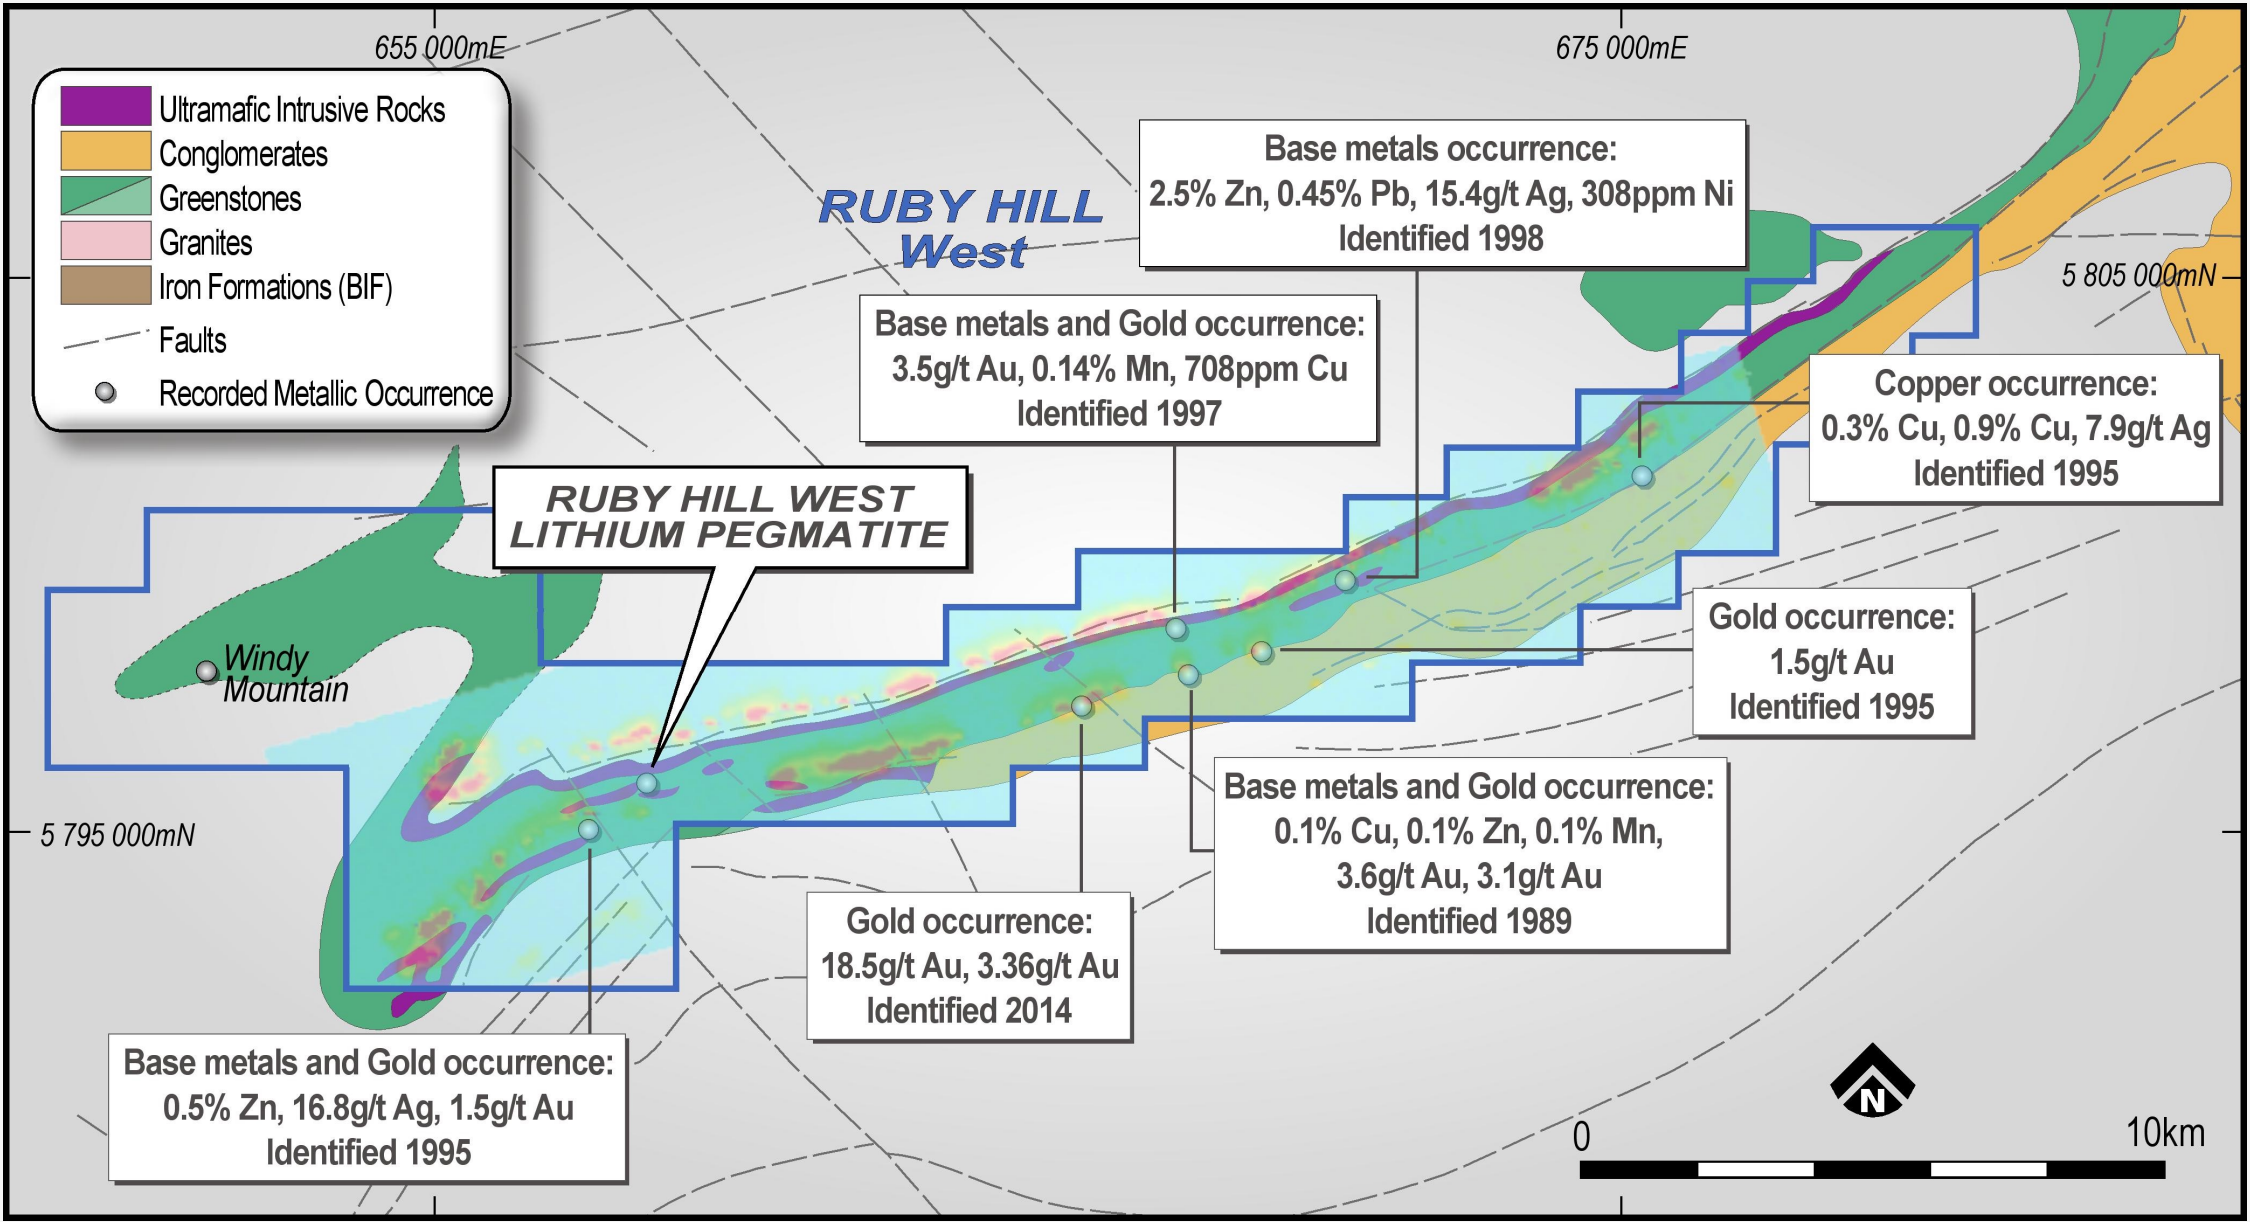 655 000mE
675 000mE
Ultramafic Intrusive Rocks
Conglomerates
Greenstones
Granites
Iron Formations (BIF)
Faults
Recorded Metallic Occurrence
RUBY HILL
West
Base metals occurrence:
2.5% Zn, 0.45% Pb, 15.4g/t Ag, 308ppm Ni
Identified 1998
5 805 000mN
Base metals and Gold occurrence:
3.5g/t Au, 0.14% Mn, 708ppm Cu
Identified 1997
Copper occurrence:
0.3% Cu, 0.9% Cu, 7.9g/t Ag
Identified 1995
RUBY HILL WEST
LITHIUM PEGMATITE
Windy
Mountain
Gold occurrence:
1.5g/t Au
Identified 1995
5 795 000mN
Base metals and Gold occurrence:
0.1% Cu, 0.1% Zn, 0.1% Mn,
3.6g/t Au, 3.1g/t Au
Identified 1989
Gold occurrence:
18.5g/t Au, 3.36g/t Au
Identified 2014
Base metals and Gold occurrence:
0.5% Zn, 16.8g/t Ag, 1.5g/t Au
Identified 1995
N
0
10km